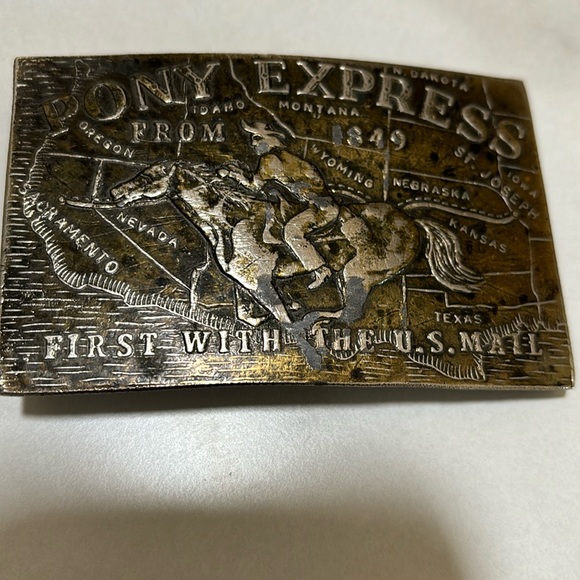 PONY EXPRESS
N. DAKOTA
IDAHO MONTANA
FROM 1849
OREGON
WYOMING
ST. JOSEPH
IOWA
NEBRASKA
SACRAMENTO
NEVADA
KANSAS
TEXAS
FIRST WITH THE U.S. MAIL